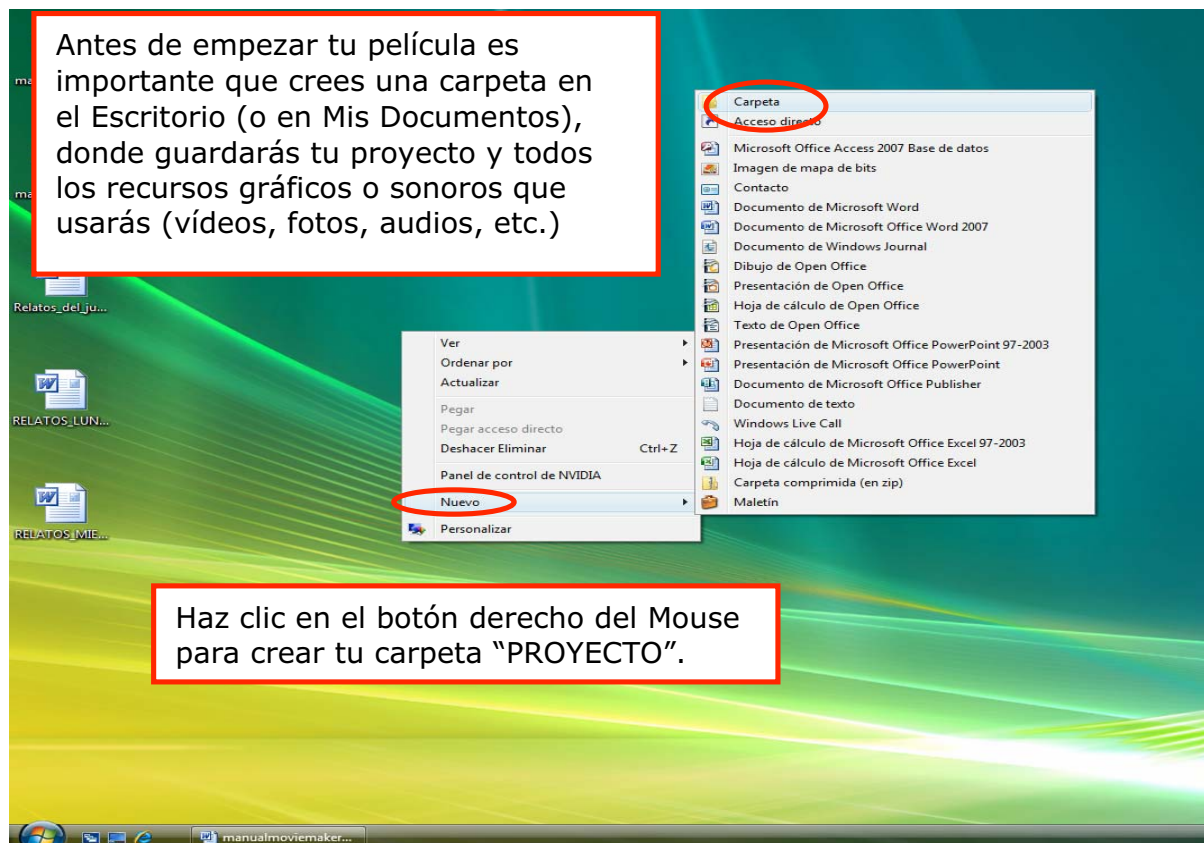 Antes de empezar tu película es
importante que crees una carpeta en
el Escritorio (o en Mis Documentos),
donde guardarás tu proyecto y todos
los recursos gráficos o sonoros que
usarás (vídeos, fotos, audios, etc.)
ma
ma
Relatos_del_ju...
RELATOS_LUN...
RELATOS_MIE...
Ver
Ordenar por
Actualizar
Pegar
Pegar acceso directo
Deshacer Eliminar Ctrl+Z
Panel de control de NVIDIA
Nuevo
Personalizar
Carpeta
Acceso directo
Microsoft Office Access 2007 Base de datos
Imagen de mapa de bits
Contacto
Documento de Microsoft Word
Documento de Microsoft Office Word 2007
Documento de Windows Journal
Dibujo de Open Office
Presentación de Open Office
Hoja de cálculo de Open Office
Texto de Open Office
Presentación de Microsoft Office PowerPoint 97-2003
Presentación de Microsoft Office PowerPoint
Documento de Microsoft Office Publisher
Documento de texto
Windows Live Call
Hoja de cálculo de Microsoft Office Excel 97-2003
Hoja de cálculo de Microsoft Office Excel
Carpeta comprimida (en zip)
Maletín
Haz clic en el botón derecho del Mouse
para crear tu carpeta “PROYECTO”.
manualmoviemaker...